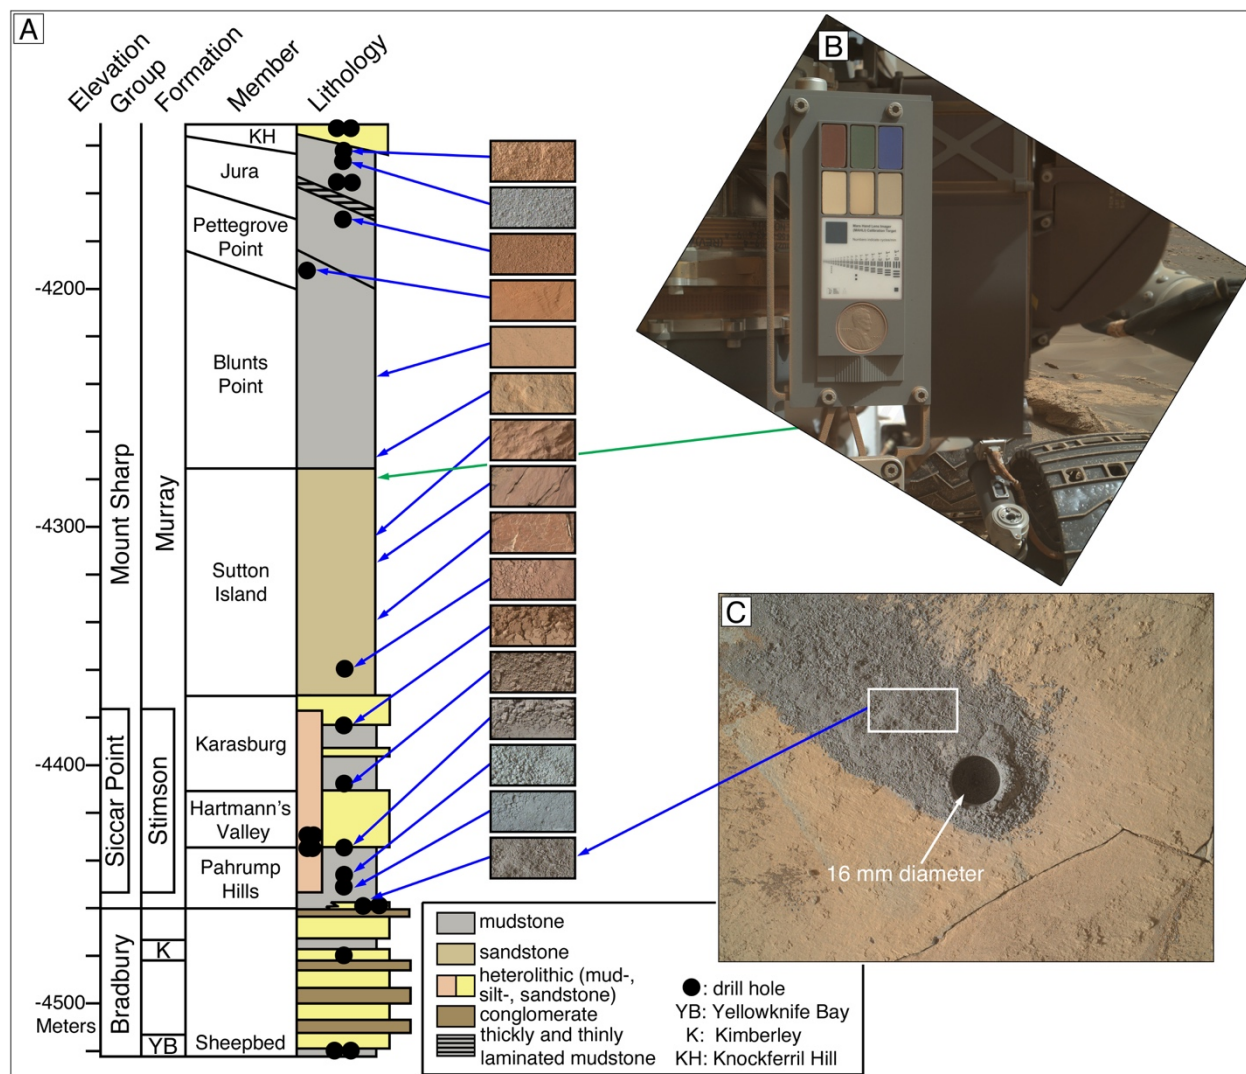 A
Elevation
Group
Formation
Member
Lithology
KH
Jura
Pettegrove
Point
-4200
Blunts
Point
Mount Sharp
Murray
-4300
Sutton
Island
Karasburg
-4400
Siccar Point
Stimson
Hartmann's
Valley
Pahrump
Hills
Bradbury
K
-4500
Meters
YB
Sheepbed
mudstone
sandstone
heterolithic (mud-,
silt-, sandstone)
conglomerate
thickly and thinly
laminated mudstone
: drill hole
YB: Yellowknife Bay
K: Kimberley
KH: Knockferril Hill
B
C
16 mm diameter